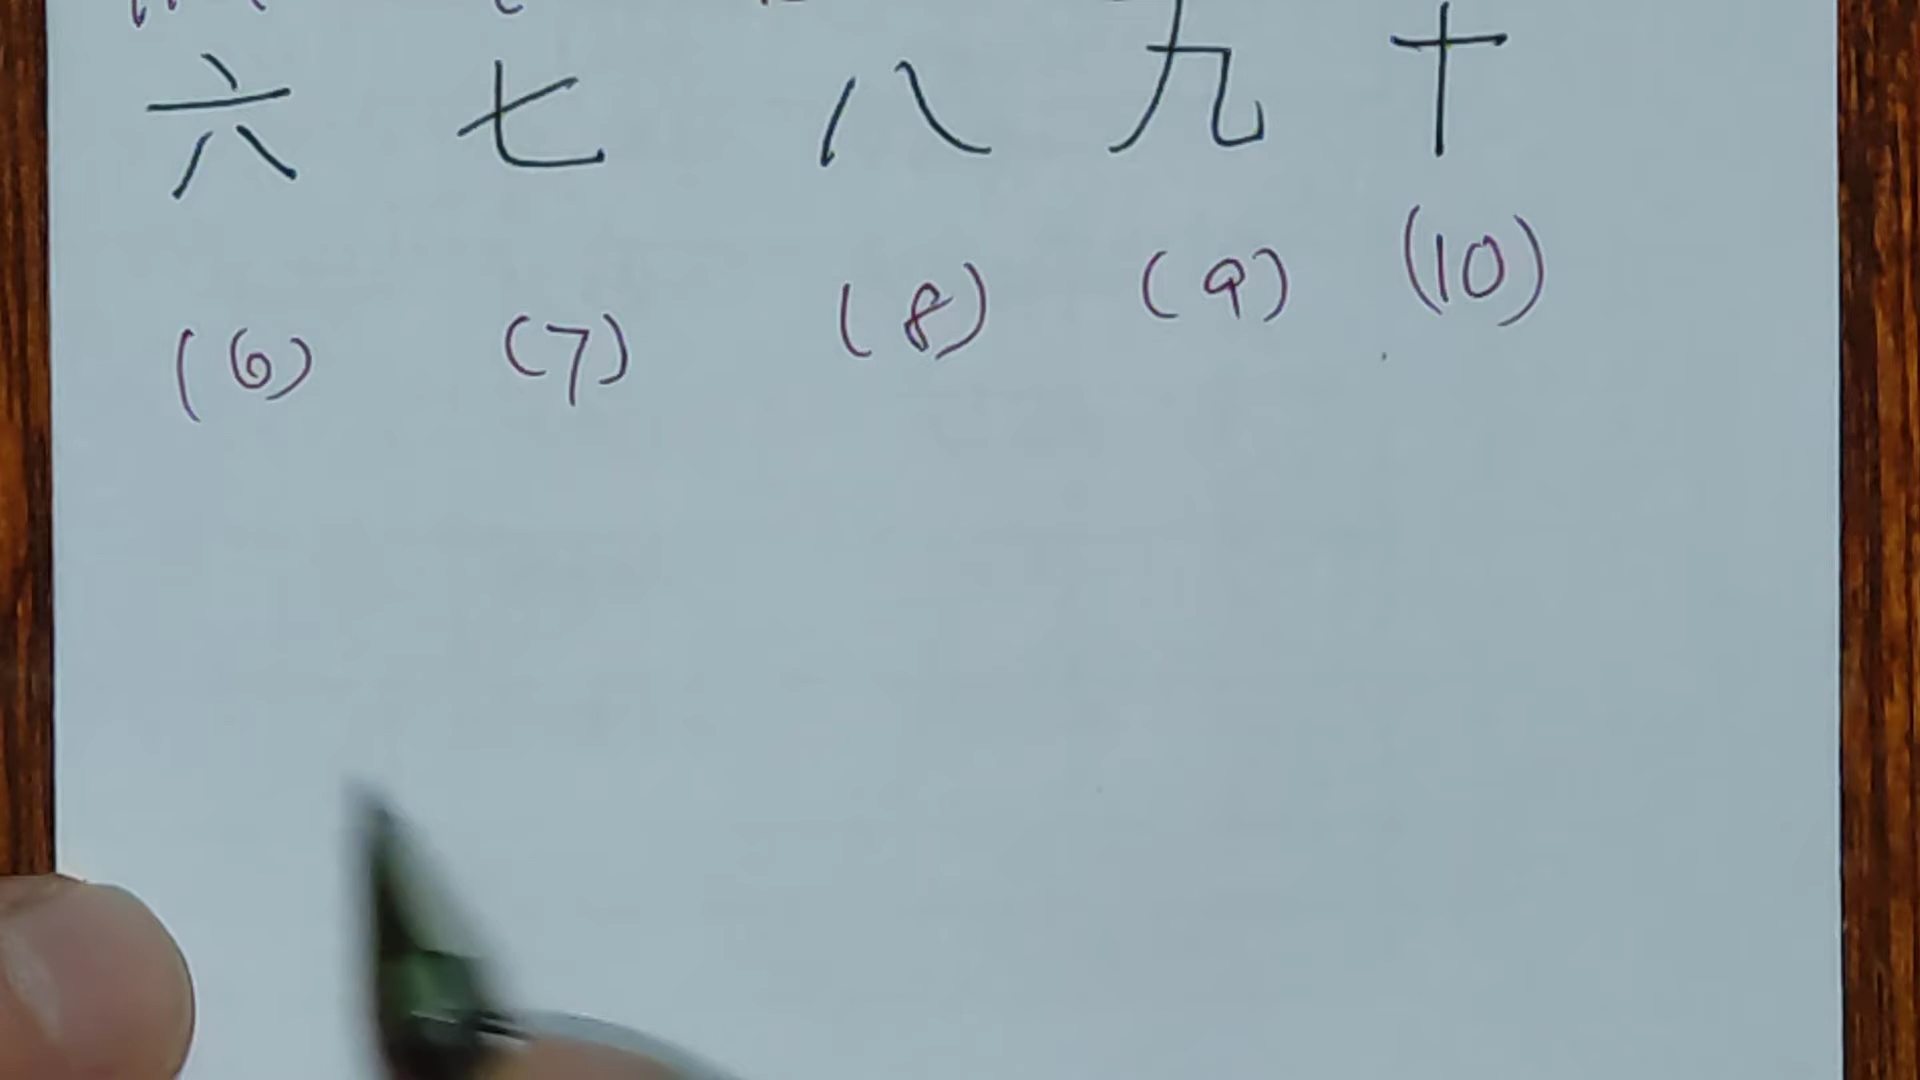 六 七 八 九 十
(6) (7) (8) (9) (10)